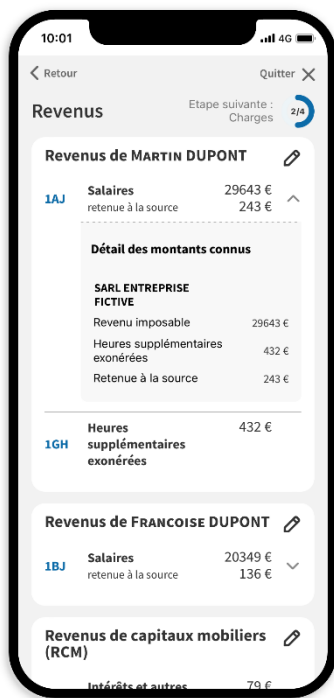 10:01
4G
Retour
Quitter
Revenus
Etape suivante :
Charges
2/4
Revenus de MARTIN DUPONT
1AJ
Salaires 29643 €
retenue à la source 243 €
Détail des montants connus
SARL ENTREPRISE
FICTIVE
Revenu imposable 29643 €
Heures supplémentaires
exonérées 432 €
Retenue à la source 243 €
1GH
Heures 432 €
supplémentaires
exonérées
Revenus de FRANCOISE DUPONT
1BJ
Salaires 20349 €
retenue à la source 136 €
Revenus de capitaux mobiliers
(RCM)
Intérêts et autres 79 €